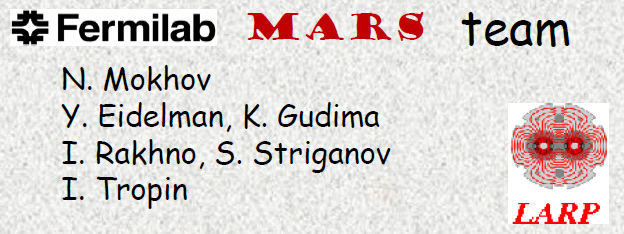 Fermilab MARS team
N. Mokhov
Y. Eidelman, K. Gudima
I. Rakhno, S. Striganov
I. Tropin
LARP